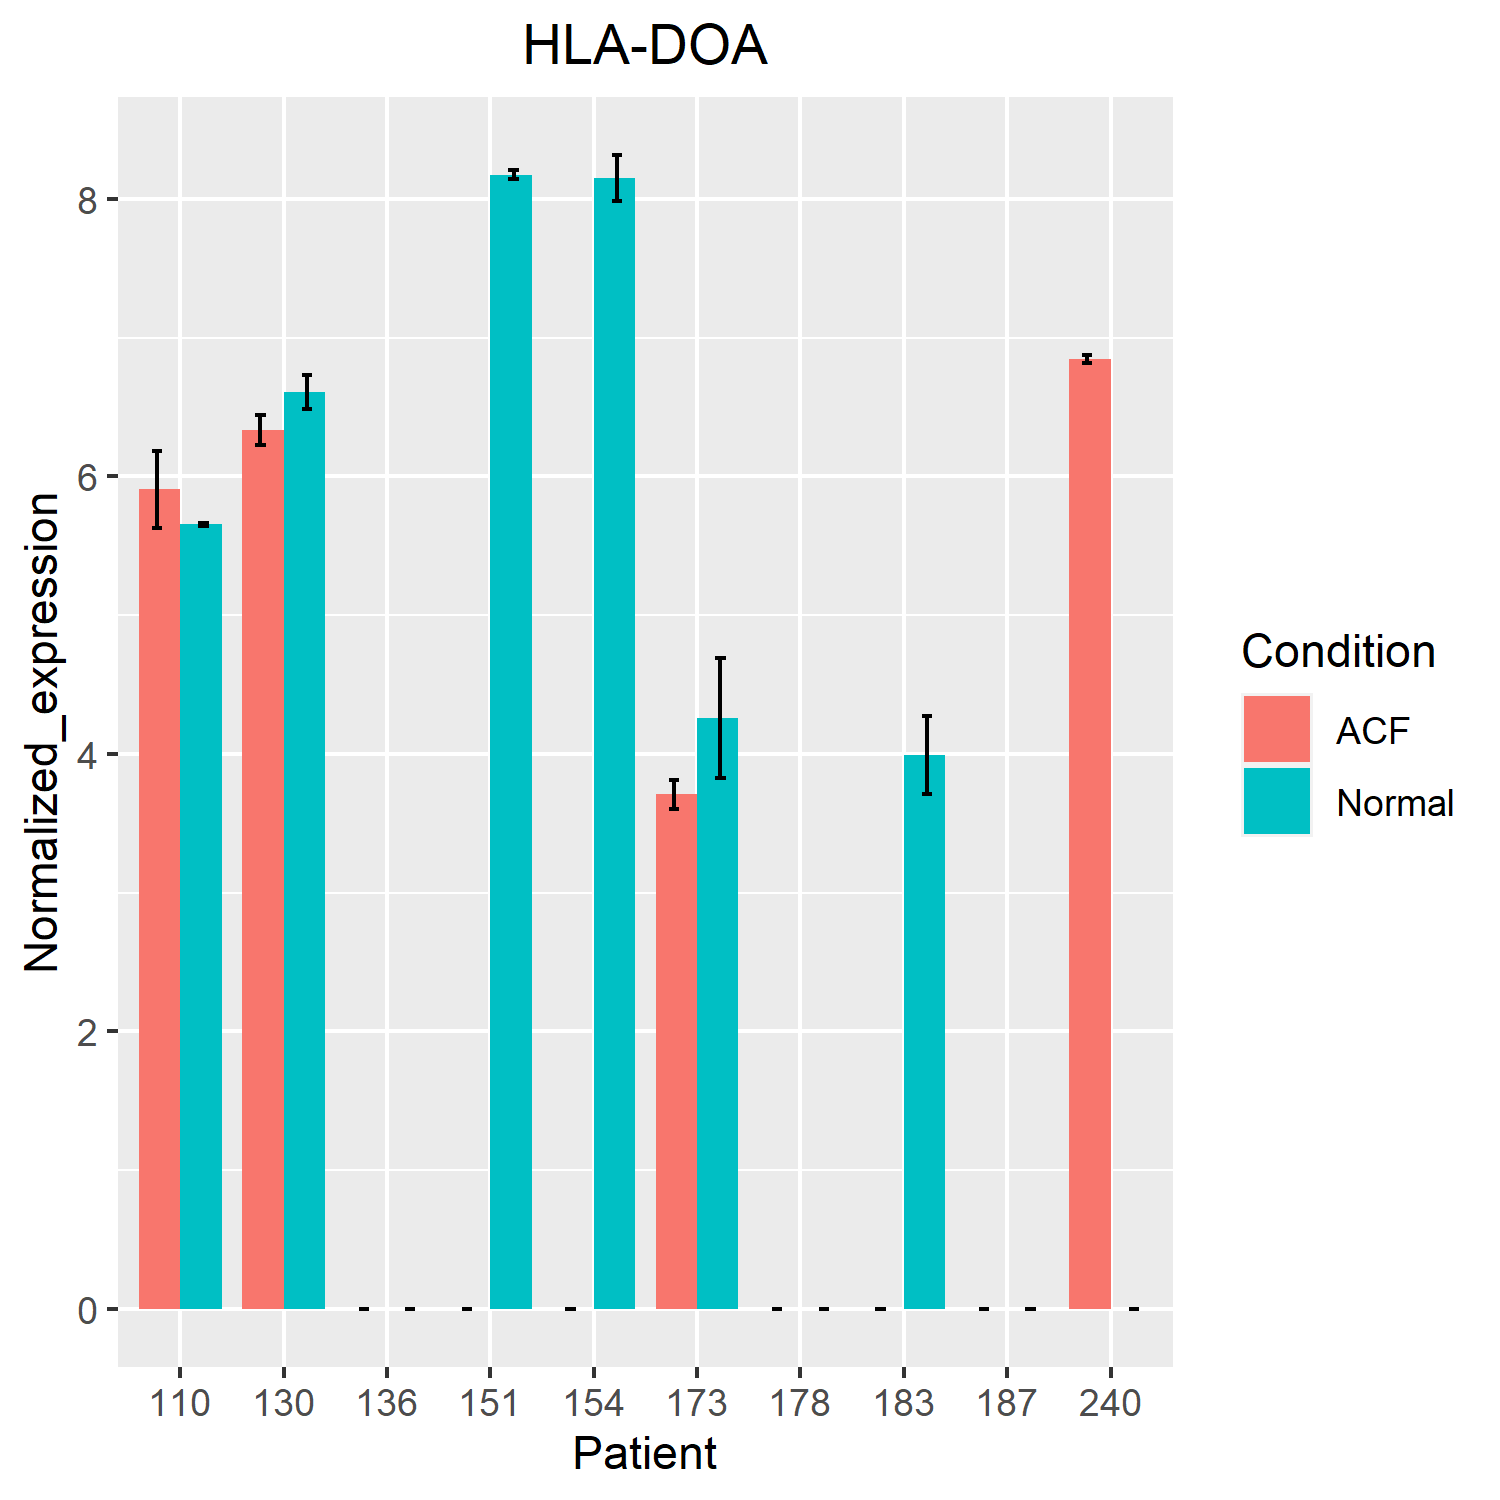 HLA-DOA
Normalized_expression
8
6
4
2
0
110 130 136 151 154 173 178 183 187 240
Patient
Condition
ACF
Normal